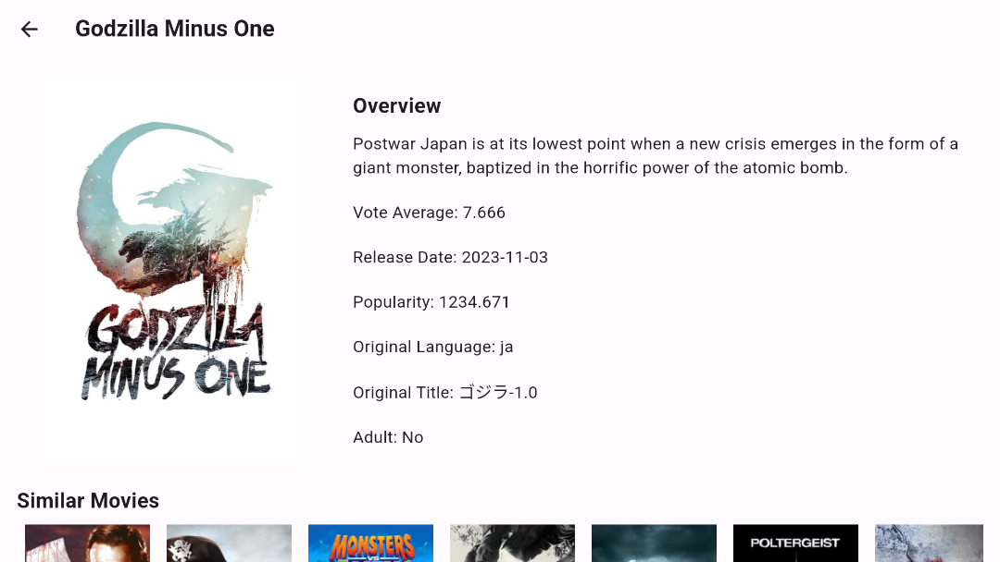 Godzilla Minus One
GODZILLA
MINUS ONE
Overview
Postwar Japan is at its lowest point when a new crisis emerges in the form of a
giant monster, baptized in the horrific power of the atomic bomb.
Vote Average: 7.666
Release Date: 2023-11-03
Popularity: 1234.671
Original Language: ja
Original Title: ゴジラ-1.0
Adult: No
Similar Movies
MONSTERS
VS
POLTERGEIST